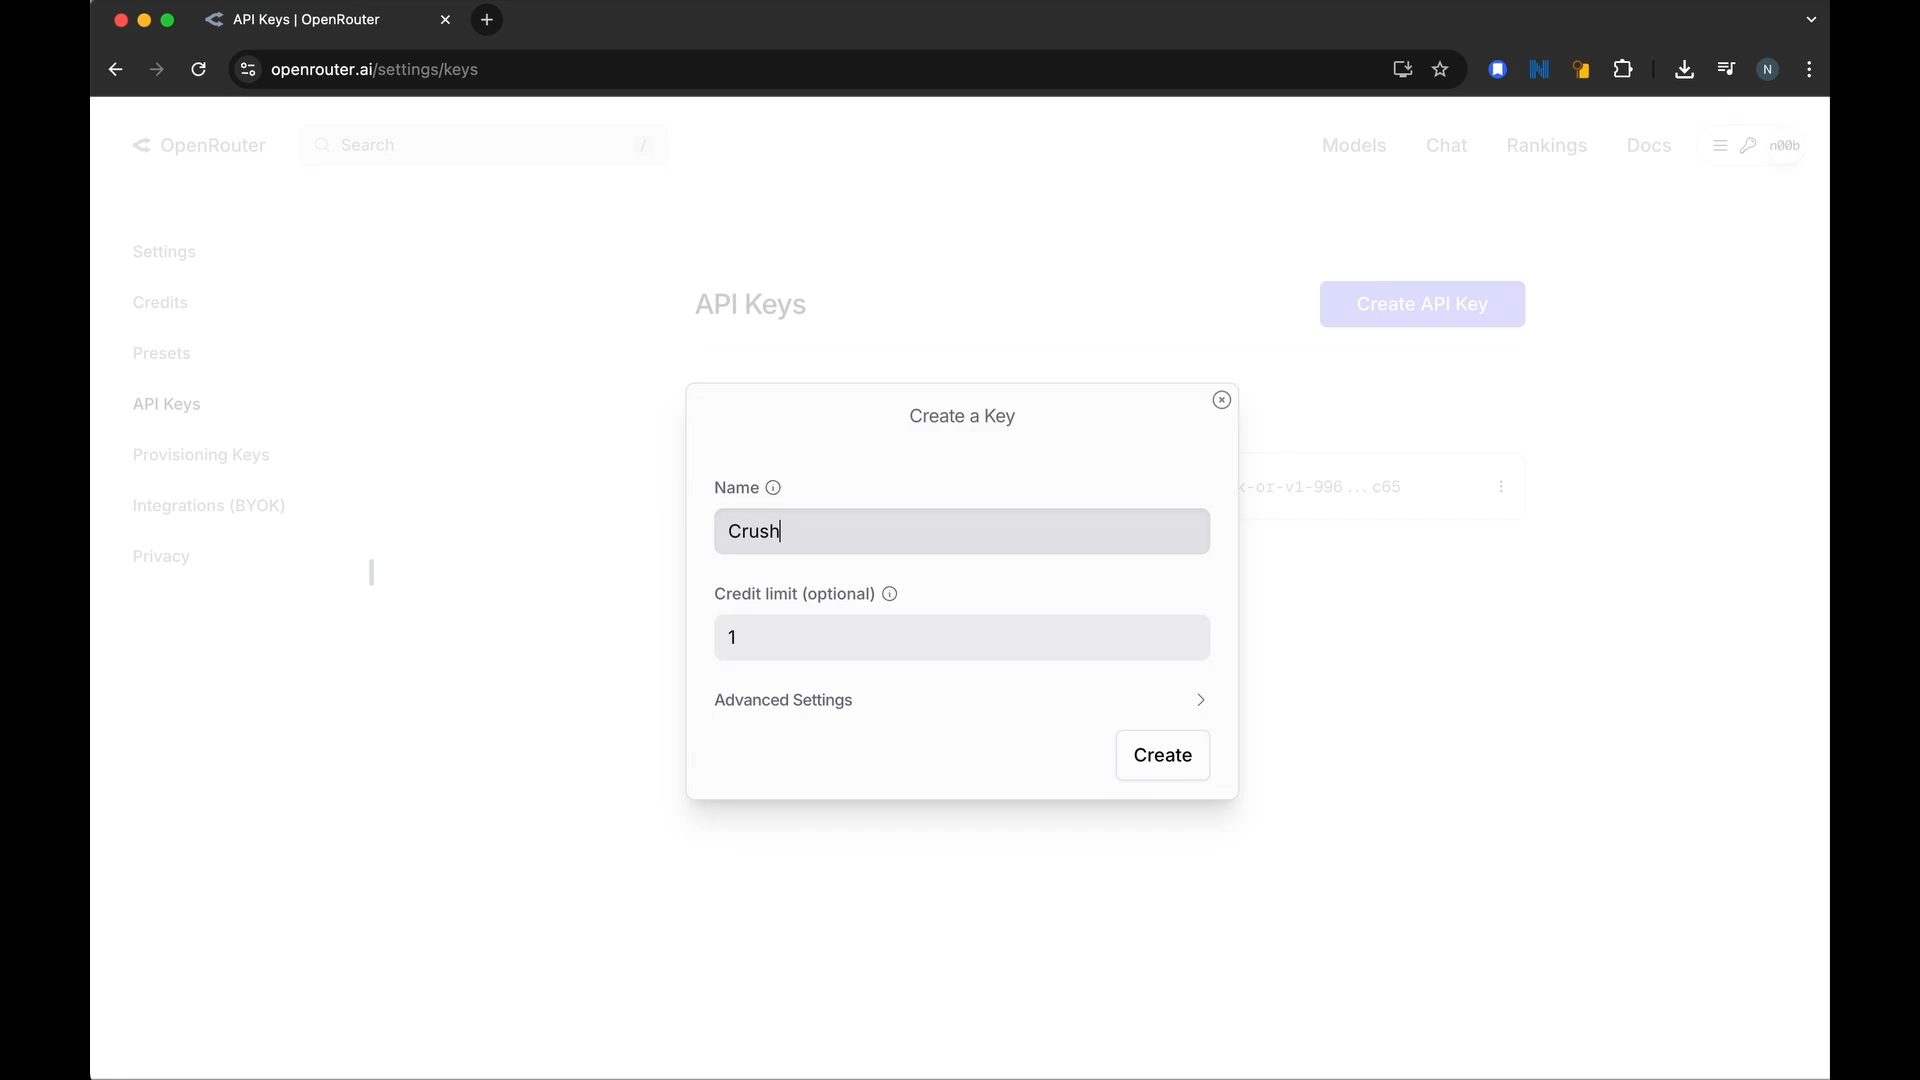 API Keys | OpenRouter
openrouter.ai/settings/keys
N
OpenRouter
Search
/
Models
Chat
Rankings
Docs
n00b
Settings
Credits
Presets
API Keys
Provisioning Keys
Integrations (BYOK)
Privacy
API Keys
Create API Key
-or-v1-996...c65
Create a Key
Name
Crush
Credit limit (optional)
1
Advanced Settings
Create